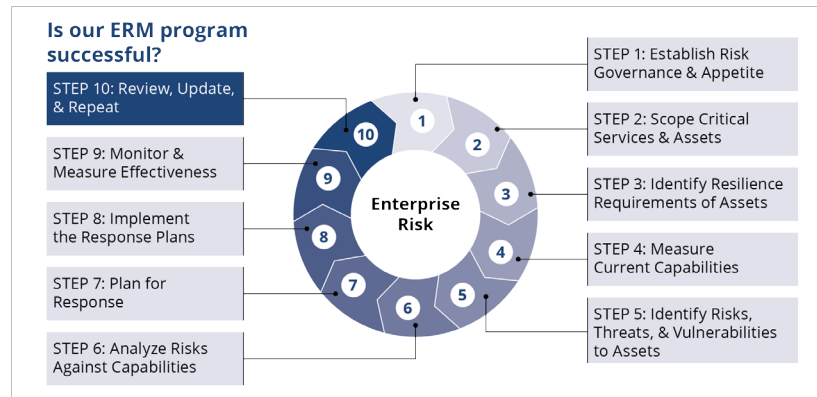 Is our ERM program
successful?
STEP 10: Review, Update,
& Repeat
STEP 9: Monitor &
Measure Effectiveness
STEP 8: Implement
the Response Plans
STEP 7: Plan for
Response
STEP 6: Analyze Risks
Against Capabilities
1
2
3
4
5
6
7
8
9
10
Enterprise
Risk
STEP 1: Establish Risk
Governance & Appetite
STEP 2: Scope Critical
Services & Assets
STEP 3: Identify Resilience
Requirements of Assets
STEP 4: Measure
Current Capabilities
STEP 5: Identify Risks,
Threats, & Vulnerabilities
to Assets